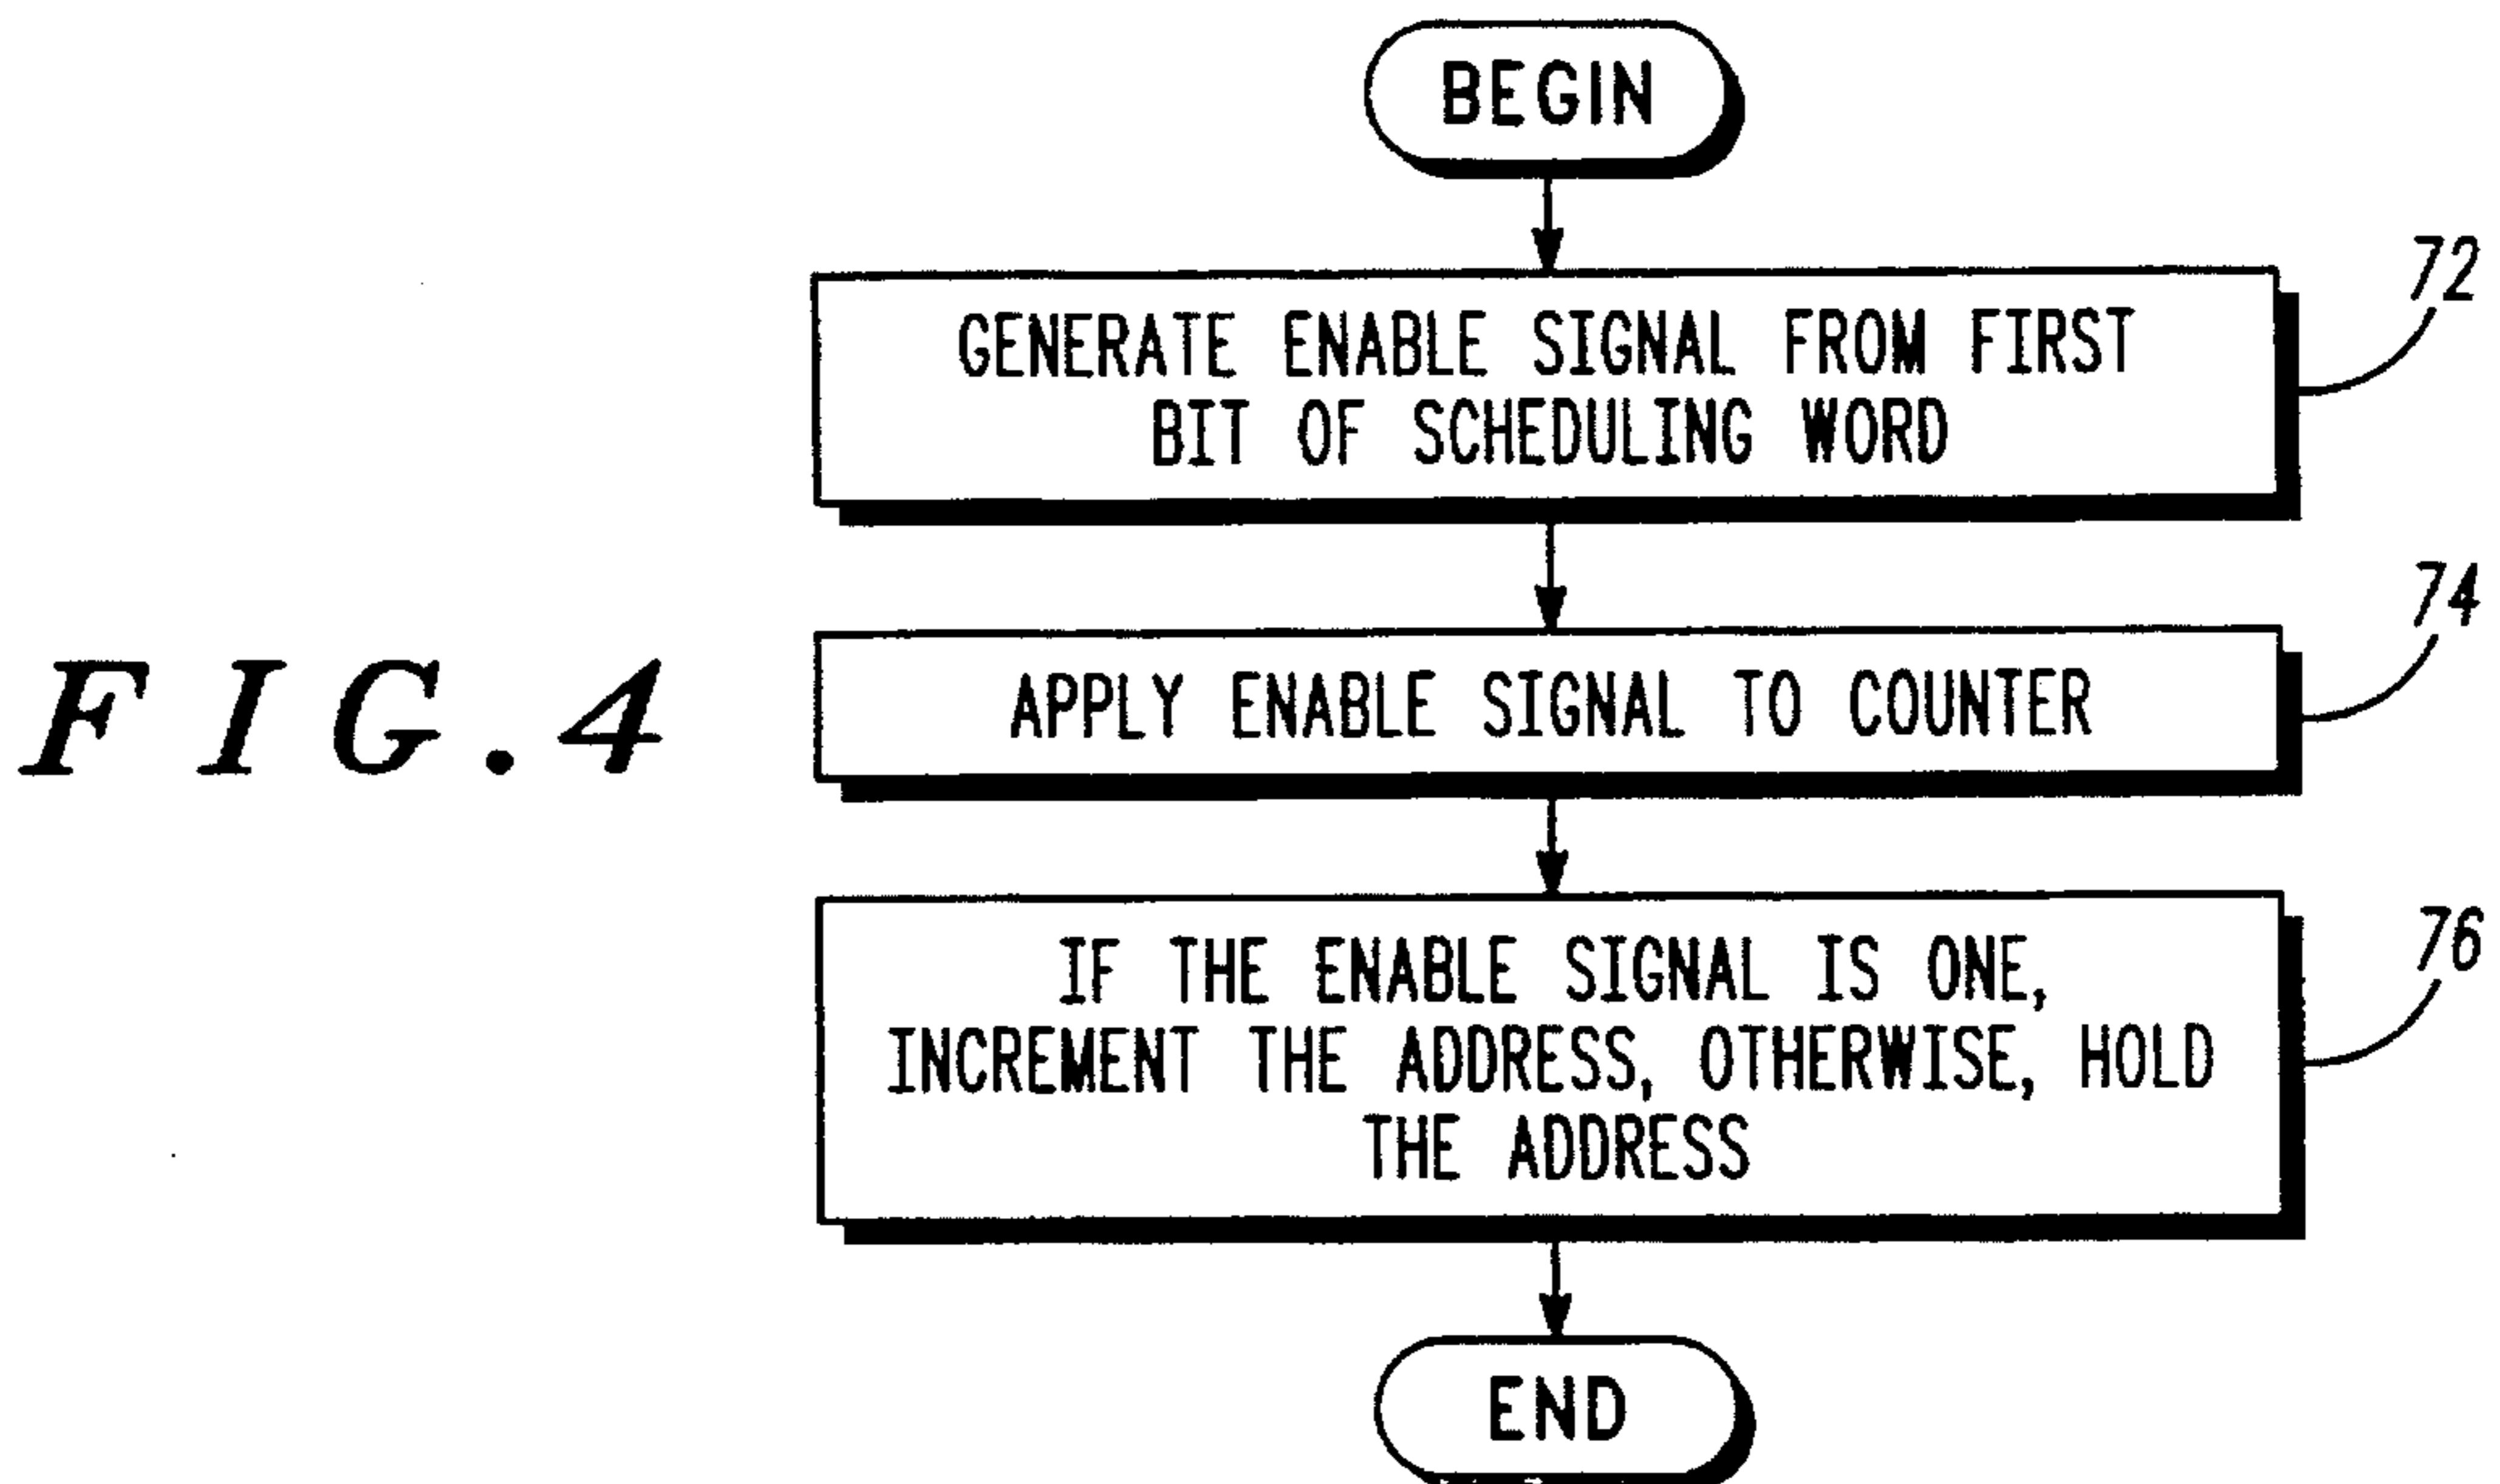 BEGIN
72
GENERATE ENABLE SIGNAL FROM FIRST
BIT OF SCHEDULING WORD
74
APPLY ENABLE SIGNAL TO COUNTER
FIG.4
76
IF THE ENABLE SIGNAL IS ONE,
INCREMENT THE ADDRESS, OTHERWISE, HOLD
THE ADDRESS
END